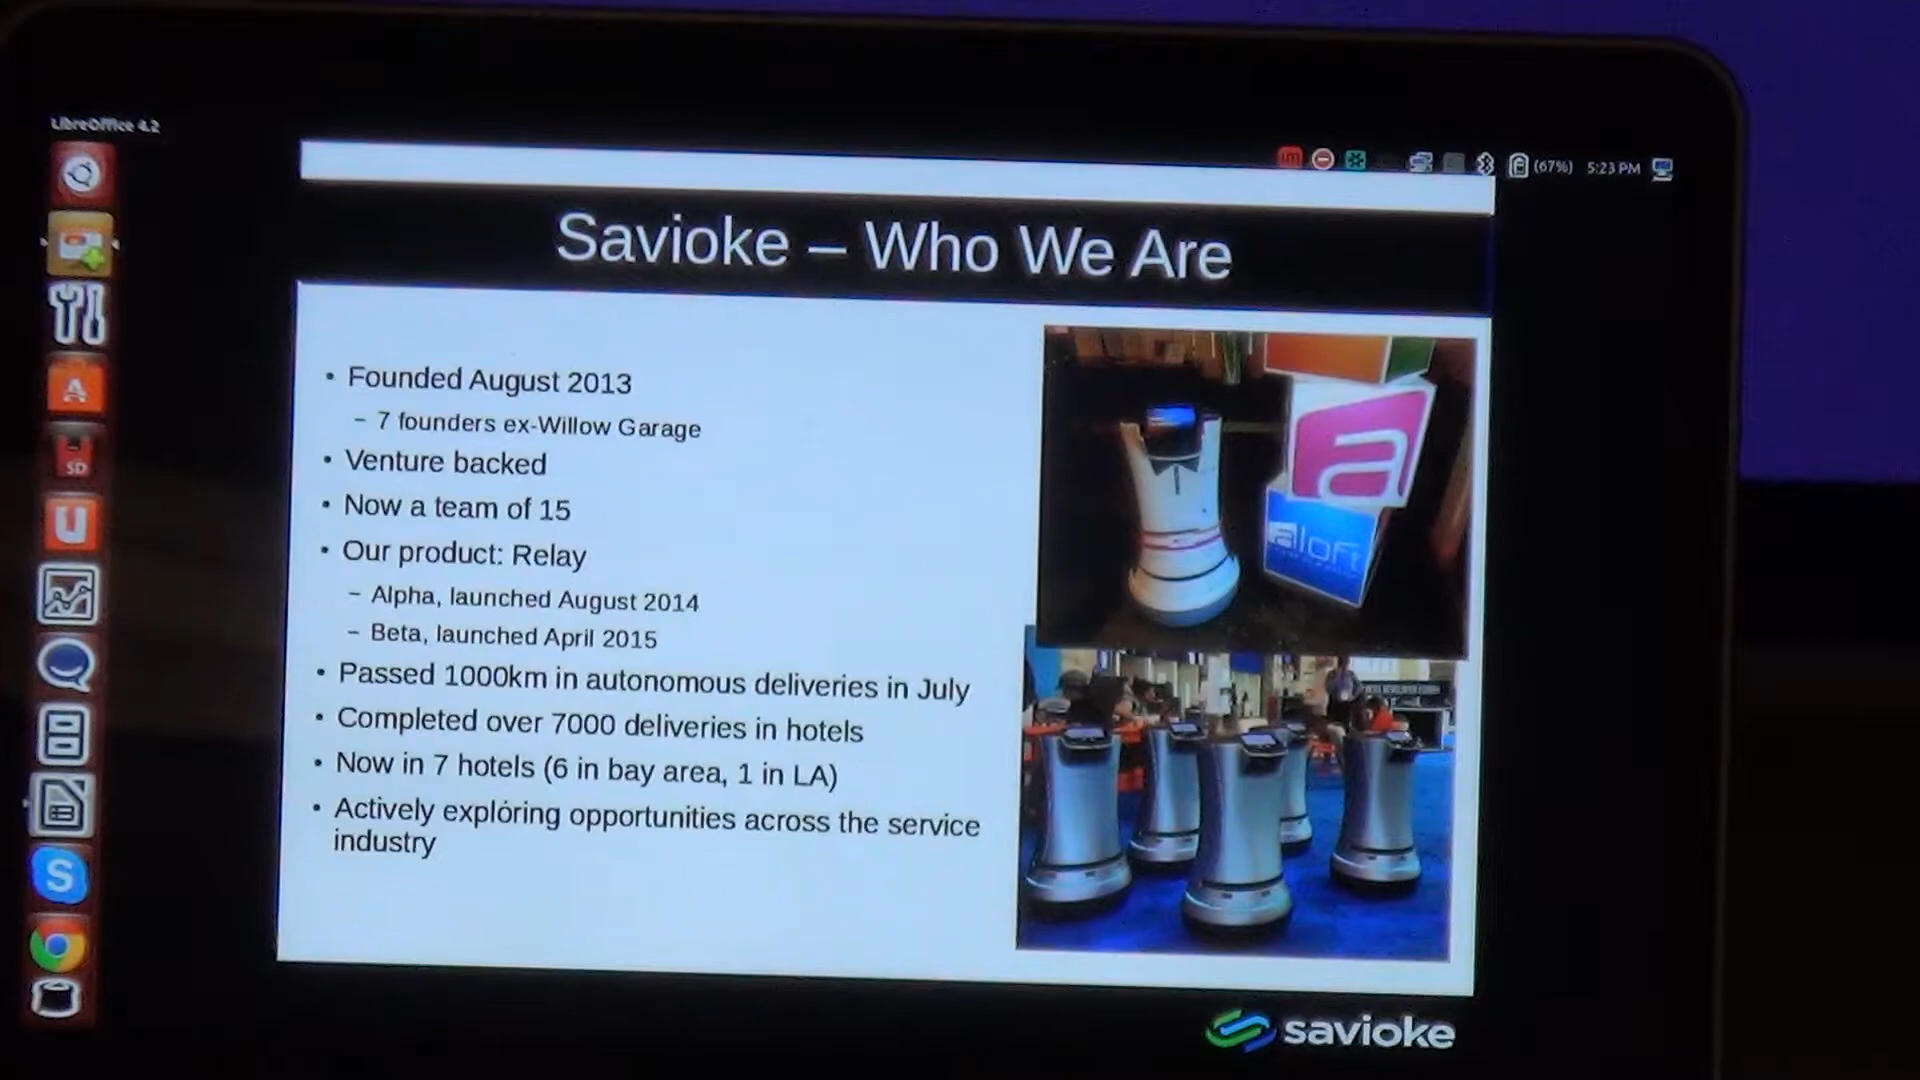 LibreOffice 4.2
(67%) 5:23 PM
Savioke – Who We Are
• Founded August 2013
– 7 founders ex-Willow Garage
• Venture backed
• Now a team of 15
• Our product: Relay
– Alpha, launched August 2014
– Beta, launched April 2015
• Passed 1000km in autonomous deliveries in July
• Completed over 7000 deliveries in hotels
• Now in 7 hotels (6 in bay area, 1 in LA)
• Actively exploring opportunities across the service
industry
a
aloft
A
SD
U
S
savioke